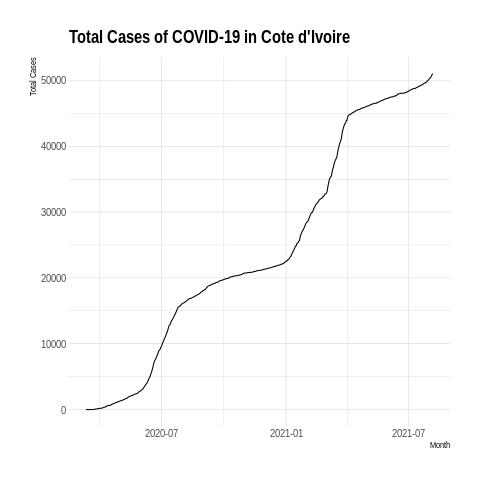 Total Cases of COVID-19 in Cote d'Ivoire
Total Cases
50000
40000
30000
20000
10000
0
2020-07 2021-01 2021-07
Month